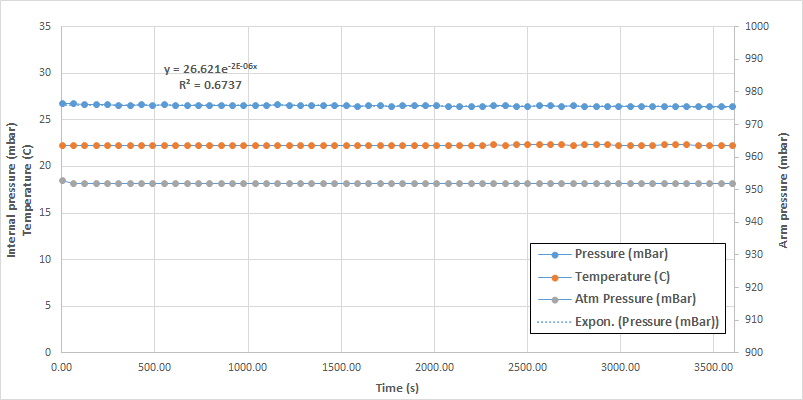 35
30
25
20
15
10
5
0
Internal pressure (mbar)
Temperature (C)
y = 26.621e^-2E-06x
R² = 0.6737
1000
990
980
970
960
950
940
930
920
910
900
Arm pressure (mbar)
Pressure (mBar)
Temperature (C)
Atm Pressure (mBar)
Expon. (Pressure (mBar))
0.00 500.00 1000.00 1500.00 2000.00 2500.00 3000.00 3500.00
Time (s)